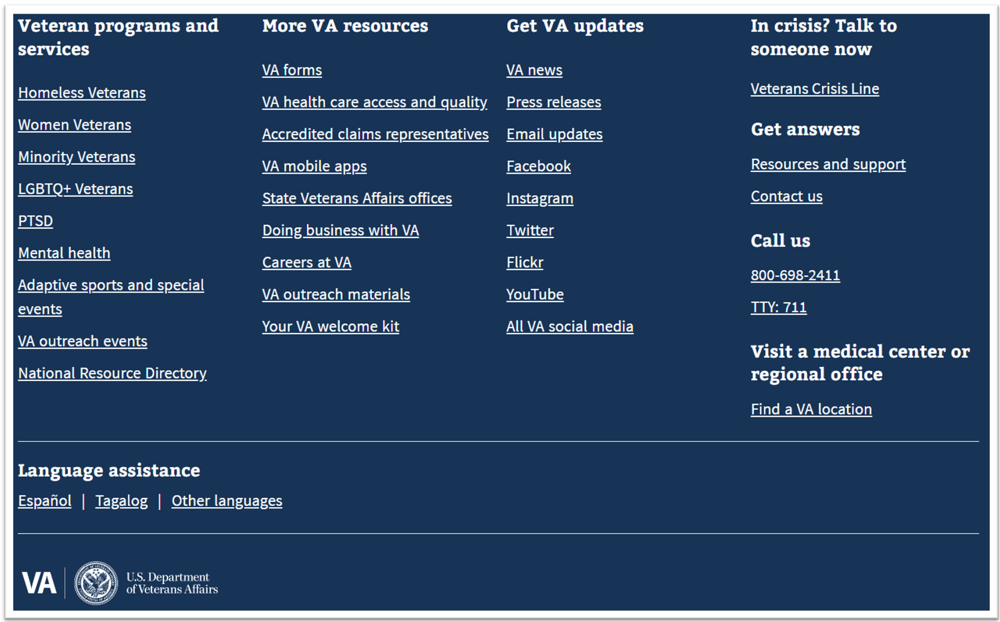 Veteran programs and
services
Homeless Veterans
Women Veterans
Minority Veterans
LGBTQ+ Veterans
PTSD
Mental health
Adaptive sports and special
events
VA outreach events
National Resource Directory
More VA resources
VA forms
VA health care access and quality
Accredited claims representatives
VA mobile apps
State Veterans Affairs offices
Doing business with VA
Careers at VA
VA outreach materials
Your VA welcome kit
Get VA updates
VA news
Press releases
Email updates
Facebook
Instagram
Twitter
Flickr
YouTube
All VA social media
In crisis? Talk to
someone now
Veterans Crisis Line
Get answers
Resources and support
Contact us
Call us
800-698-2411
TTY: 711
Visit a medical center or
regional office
Find a VA location
Language assistance
Español | Tagalog | Other languages
VA
U.S. Department
of Veterans Affairs